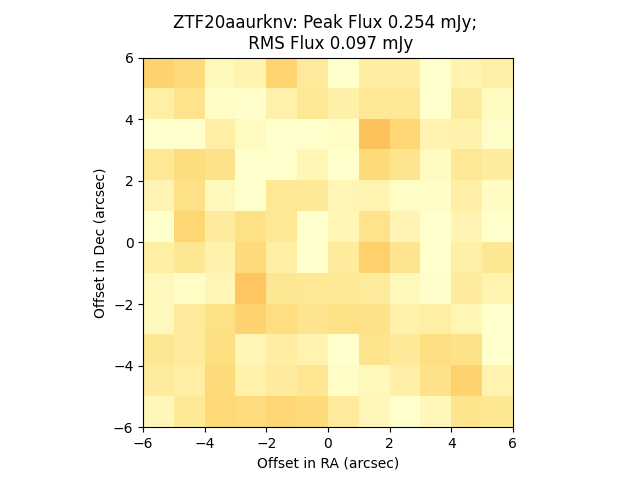 ZTF20aaurknv: Peak Flux 0.254 mJy;
RMS Flux 0.097 mJy
6
4
2
0
−2
−4
−6
Offset in Dec (arcsec)
−6 −4 −2 0 2 4 6
Offset in RA (arcsec)